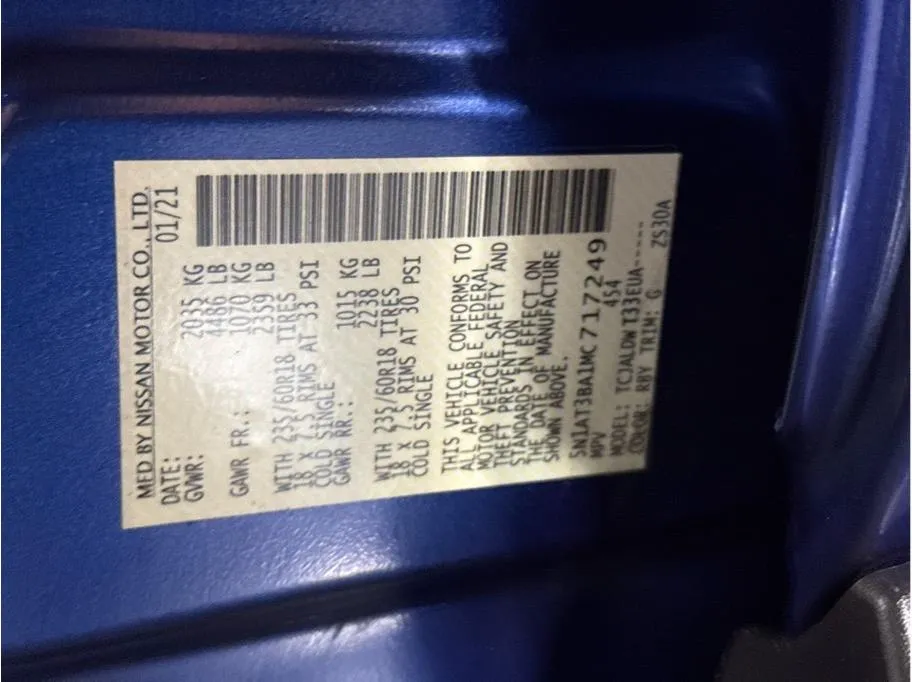 MFD BY NISSAN MOTOR CO., LTD.
DATE: 01/21
GVWR: 2035 KG
4486 LB
GAWR FR.: 1070 KG
2359 LB
WITH 235/60R18 TIRES
18 X 7.5 RIMS AT 33 PSI
COLD SINGLE
GAWR RR.: 1015 KG
2238 LB
WITH 235/60R18 TIRES
18 X 7.5 RIMS AT 30 PSI
COLD SINGLE
THIS VEHICLE CONFORMS TO
ALL APPLICABLE FEDERAL
MOTOR VEHICLE SAFETY AND
THEFT PREVENTION
STANDARDS IN EFFECT ON
THE DATE OF MANUFACTURE
SHOWN ABOVE.
5N1AT3BA1MC717249
MPV 454
MODEL: TCJALDWT33EUA-----
COLOR: RBY TRIM: G ZS30A